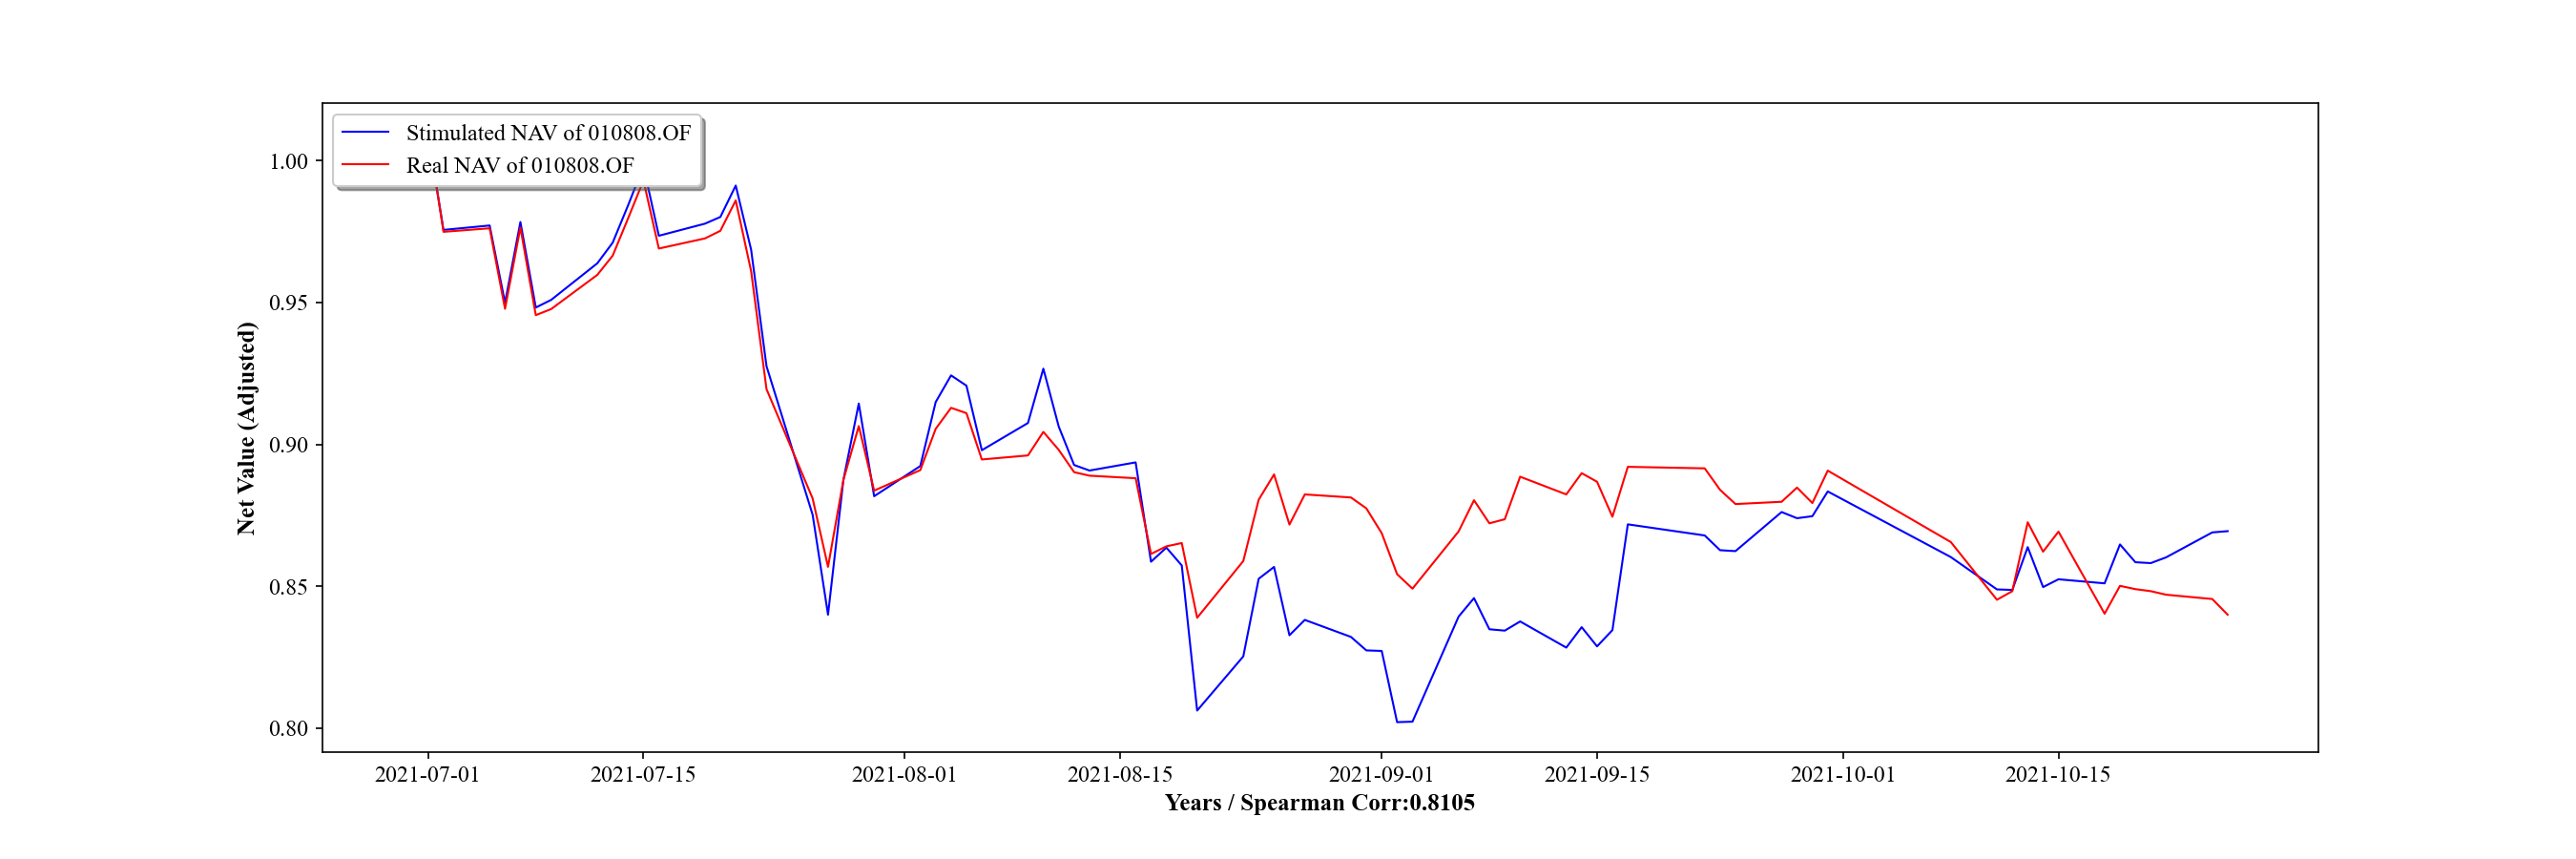 Stimulated NAV of 010808.OF
Real NAV of 010808.OF
Net Value (Adjusted)
1.00
0.95
0.90
0.85
0.80
2021-07-01 2021-07-15 2021-08-01 2021-08-15 2021-09-01 2021-09-15 2021-10-01 2021-10-15
Years / Spearman Corr:0.8105